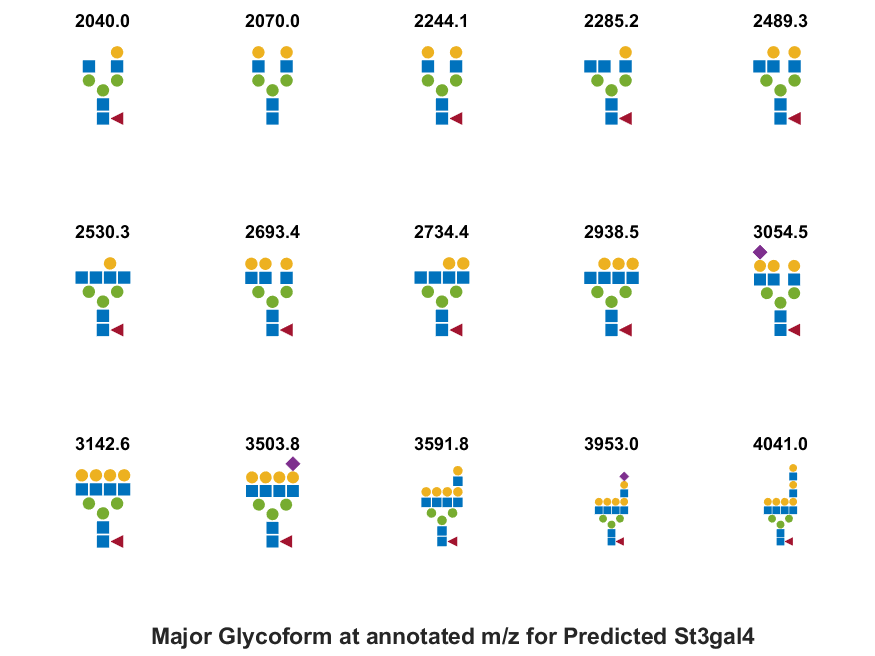 2040.0 2070.0 2244.1 2285.2 2489.3
2530.3 2693.4 2734.4 2938.5 3054.5
3142.6 3503.8 3591.8 3953.0 4041.0
Major Glycoform at annotated m/z for Predicted St3gal4